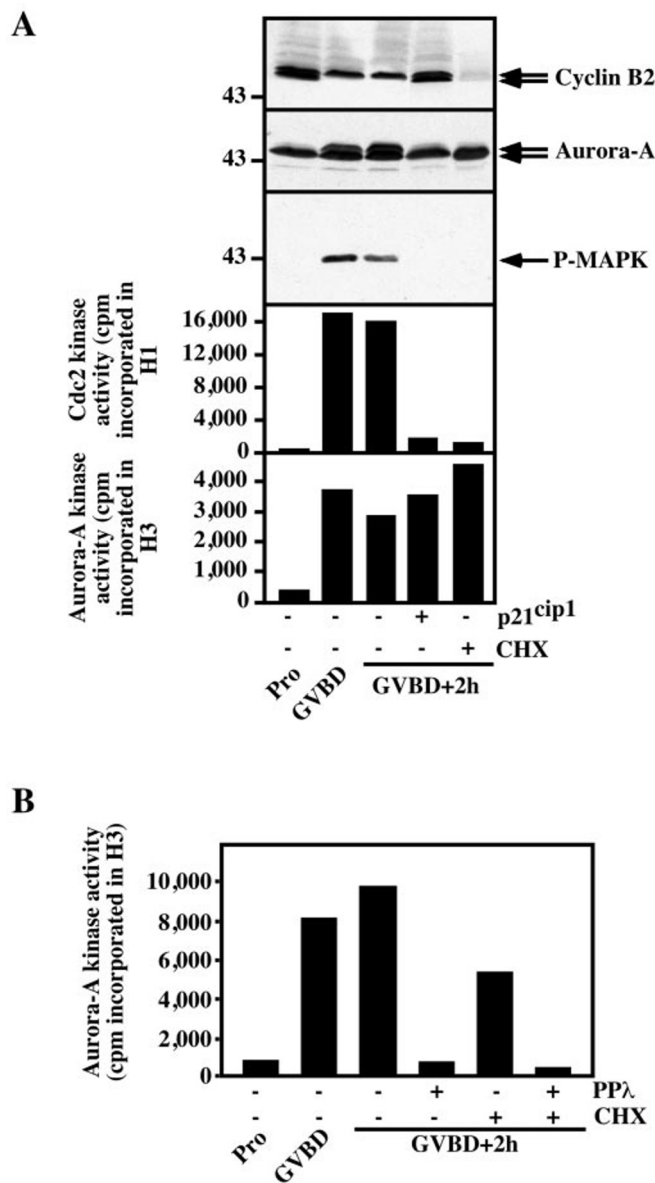 A
Cyclin B2
43
Aurora-A
43
P-MAPK
43
Cdc2 kinase
activity (cpm
incorporated in
H1
16,000
12,000
8,000
4,000
0
Aurora-A kinase
activity (cpm
incorporated in
H3
4,000
3,000
2,000
1,000
0
- - - + - p21cip1
- - - - + CHX
Pro GVBD GVBD+2h
B
Aurora-A kinase activity
(cpm incorporated in H3)
10,000
8,000
6,000
4,000
2,000
0
- - - + - + PPλ
- - - - + + CHX
Pro GVBD GVBD+2h